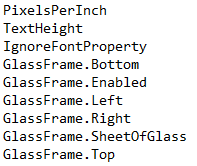 PixelsPerInch
TextHeight
IgnoreFontProperty
GlassFrame.Bottom
GlassFrame.Enabled
GlassFrame.Left
GlassFrame.Right
GlassFrame.SheetOfGlass
GlassFrame.Top